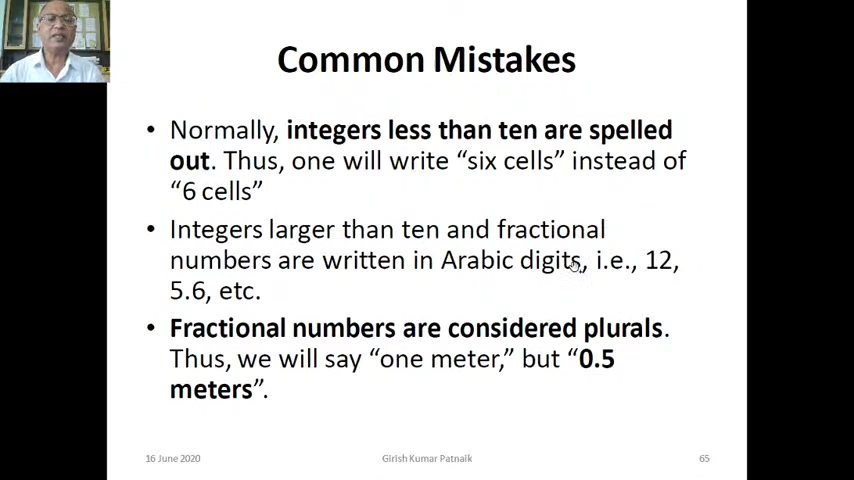 Common Mistakes
• Normally, integers less than ten are spelled
out. Thus, one will write “six cells” instead of
“6 cells”
• Integers larger than ten and fractional
numbers are written in Arabic digits, i.e., 12,
5.6, etc.
• Fractional numbers are considered plurals.
Thus, we will say “one meter,” but “0.5
meters”.
16 June 2020
Girish Kumar Patnaik
65